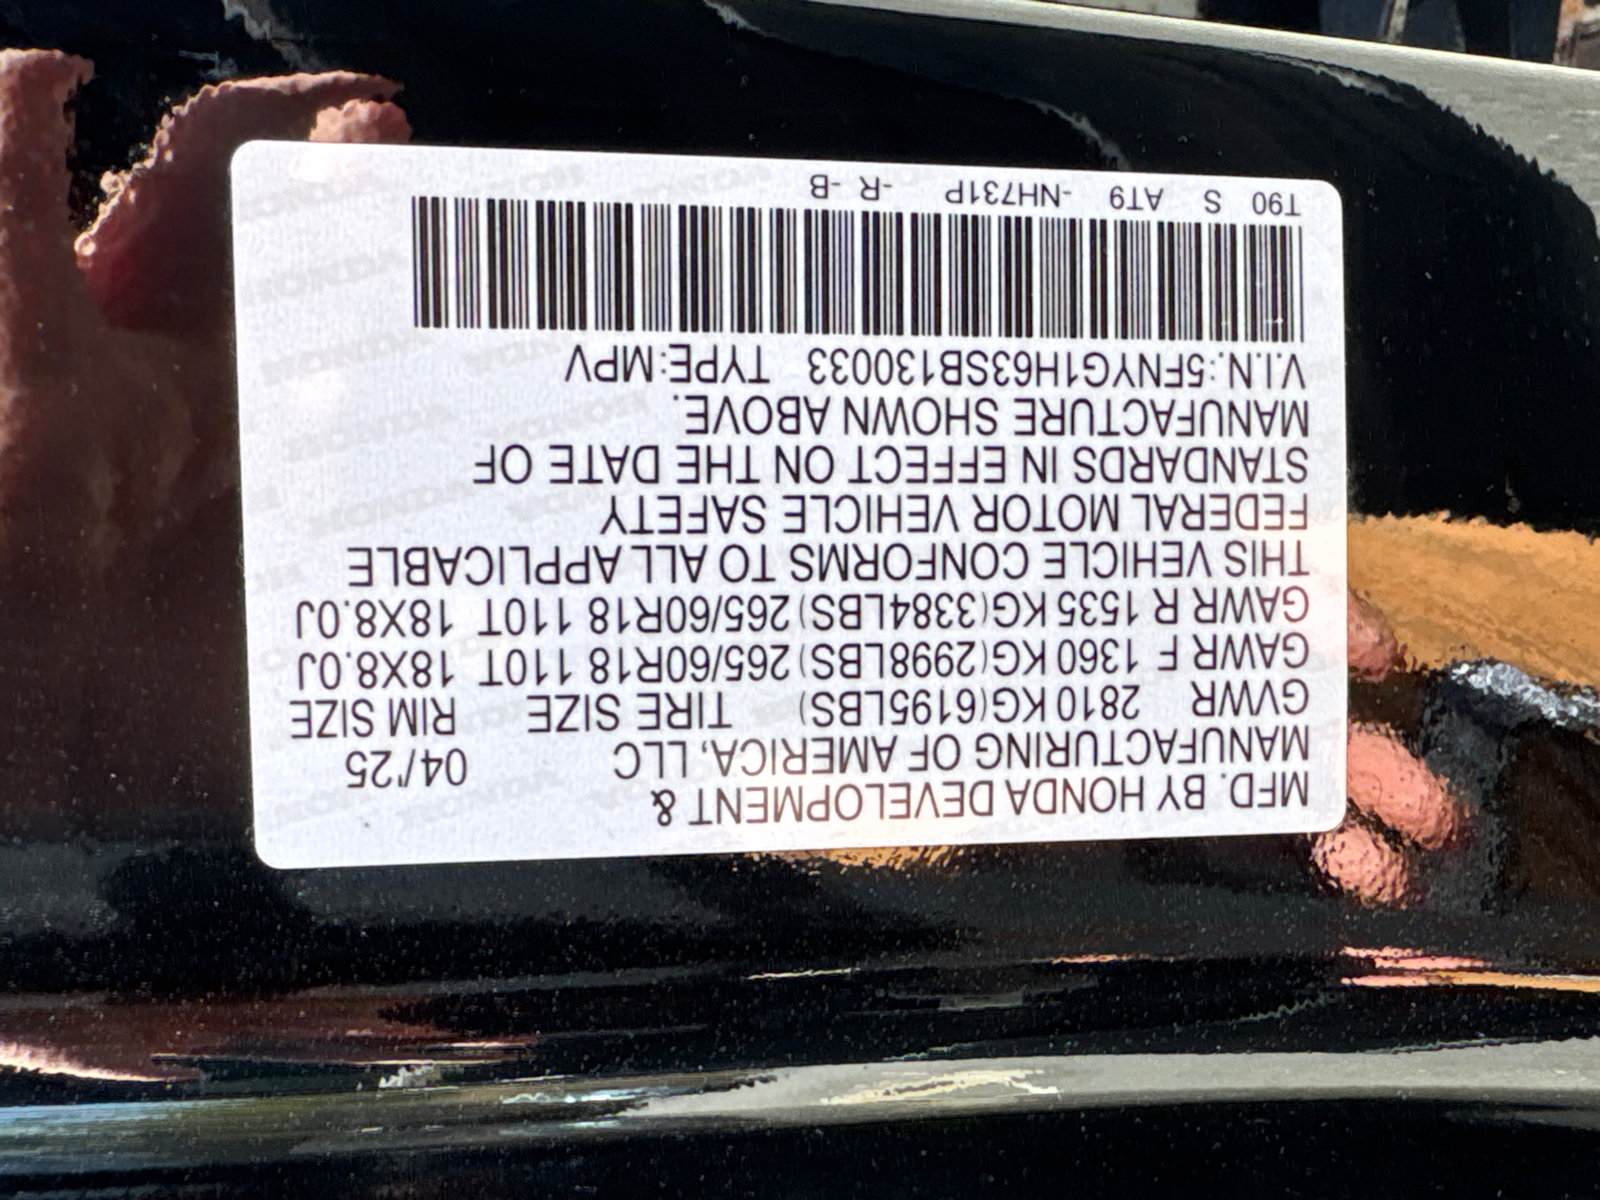 MFD. BY HONDA DEVELOPMENT &
MANUFACTURING OF AMERICA, LLC 04/'25
GVWR 2810 KG(6195LBS) TIRE SIZE RIM SIZE
GAWR F 1360 KG(2998LBS) 265/60R18 110T 18X8.0J
GAWR R 1535 KG(3384LBS) 265/60R18 110T 18X8.0J
THIS VEHICLE CONFORMS TO ALL APPLICABLE
FEDERAL MOTOR VEHICLE SAFETY
STANDARDS IN EFFECT ON THE DATE OF
MANUFACTURE SHOWN ABOVE.
V.I.N.:5FNYG1H63SB130033 TYPE:MPV
T90 S AT9 -NH731P -R -B